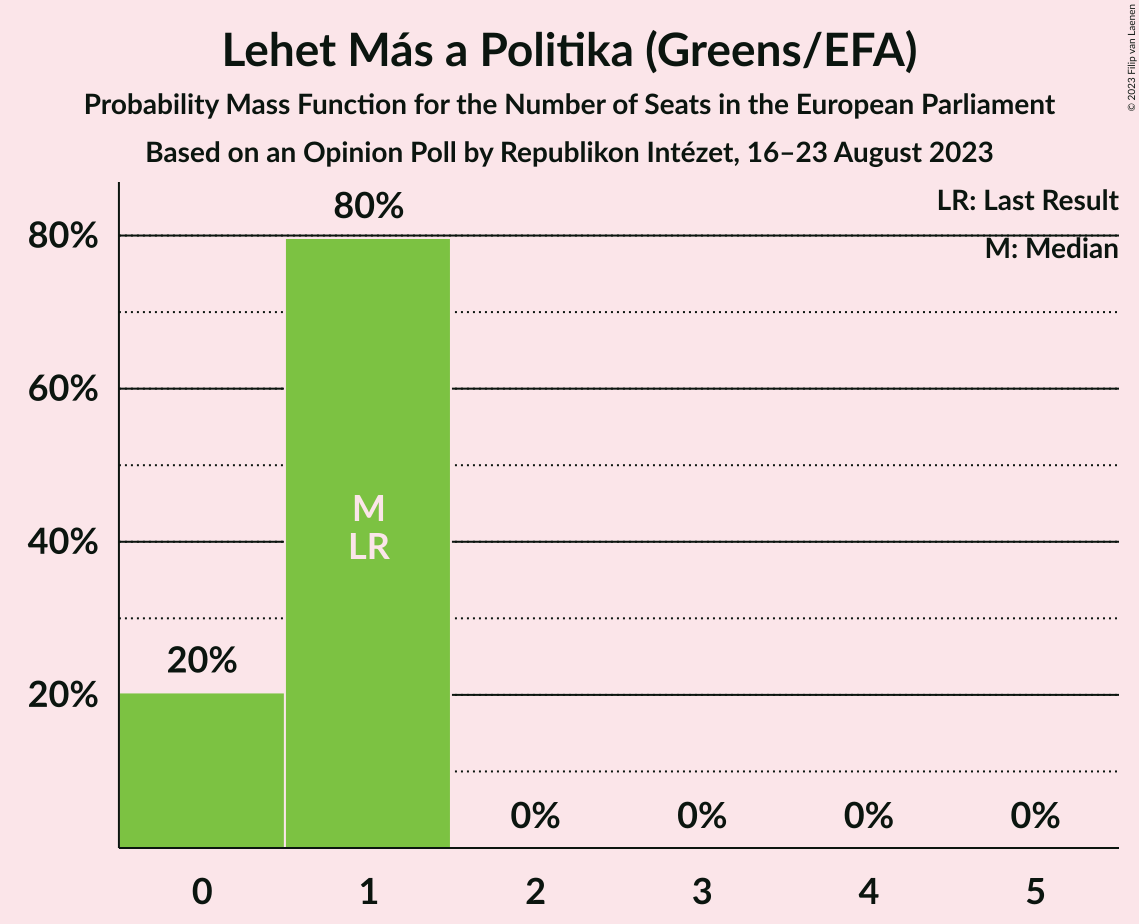 Lehet Más a Politika (Greens/EFA)
Probability Mass Function for the Number of Seats in the European Parliament
Based on an Opinion Poll by Republikon Intézet, 16–23 August 2023
© 2023 Filip van Laenen
LR: Last Result
M: Median
80%
60%
40%
20%
20%
80%
M
LR
0%
0%
0%
0%
0
1
2
3
4
5